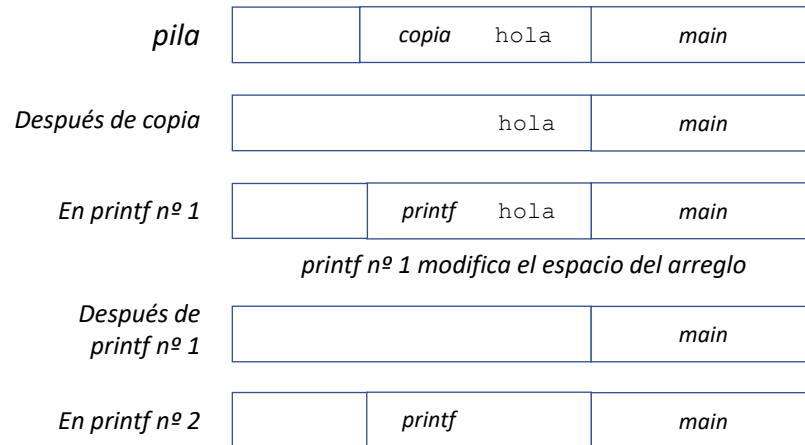 pila copia hola main
Después de copia hola main
En printf nº 1 printf hola main
printf nº 1 modifica el espacio del arreglo
Después de
printf nº 1 main
En printf nº 2 printf main